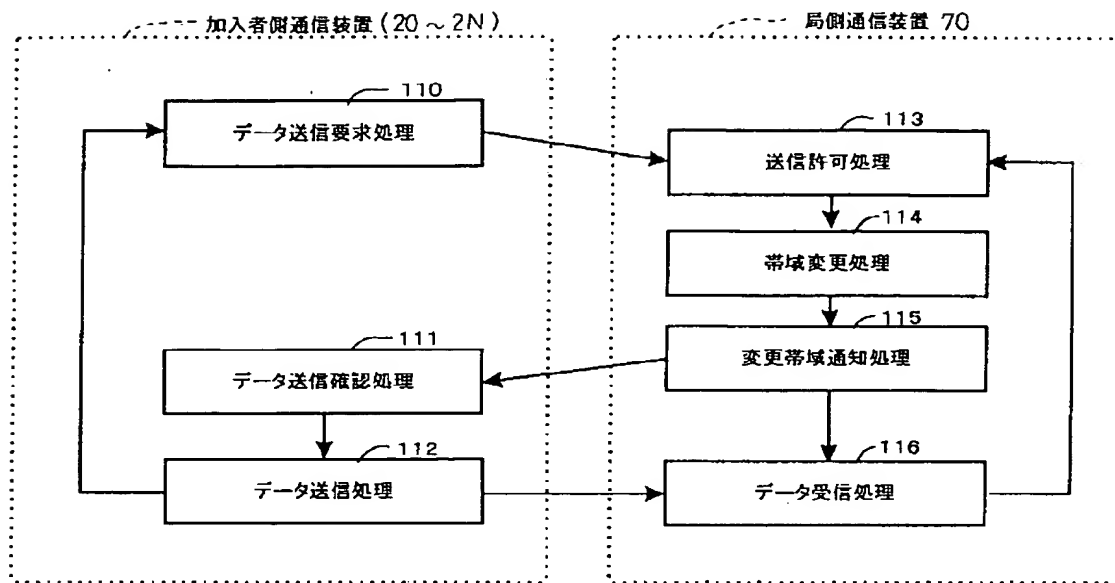 加入者側通信装置(20~2N)
局側通信装置 70
110
データ送信要求処理
113
送信許可処理
114
帯域変更処理
115
変更帯域通知処理
111
データ送信確認処理
112
データ送信処理
116
データ受信処理